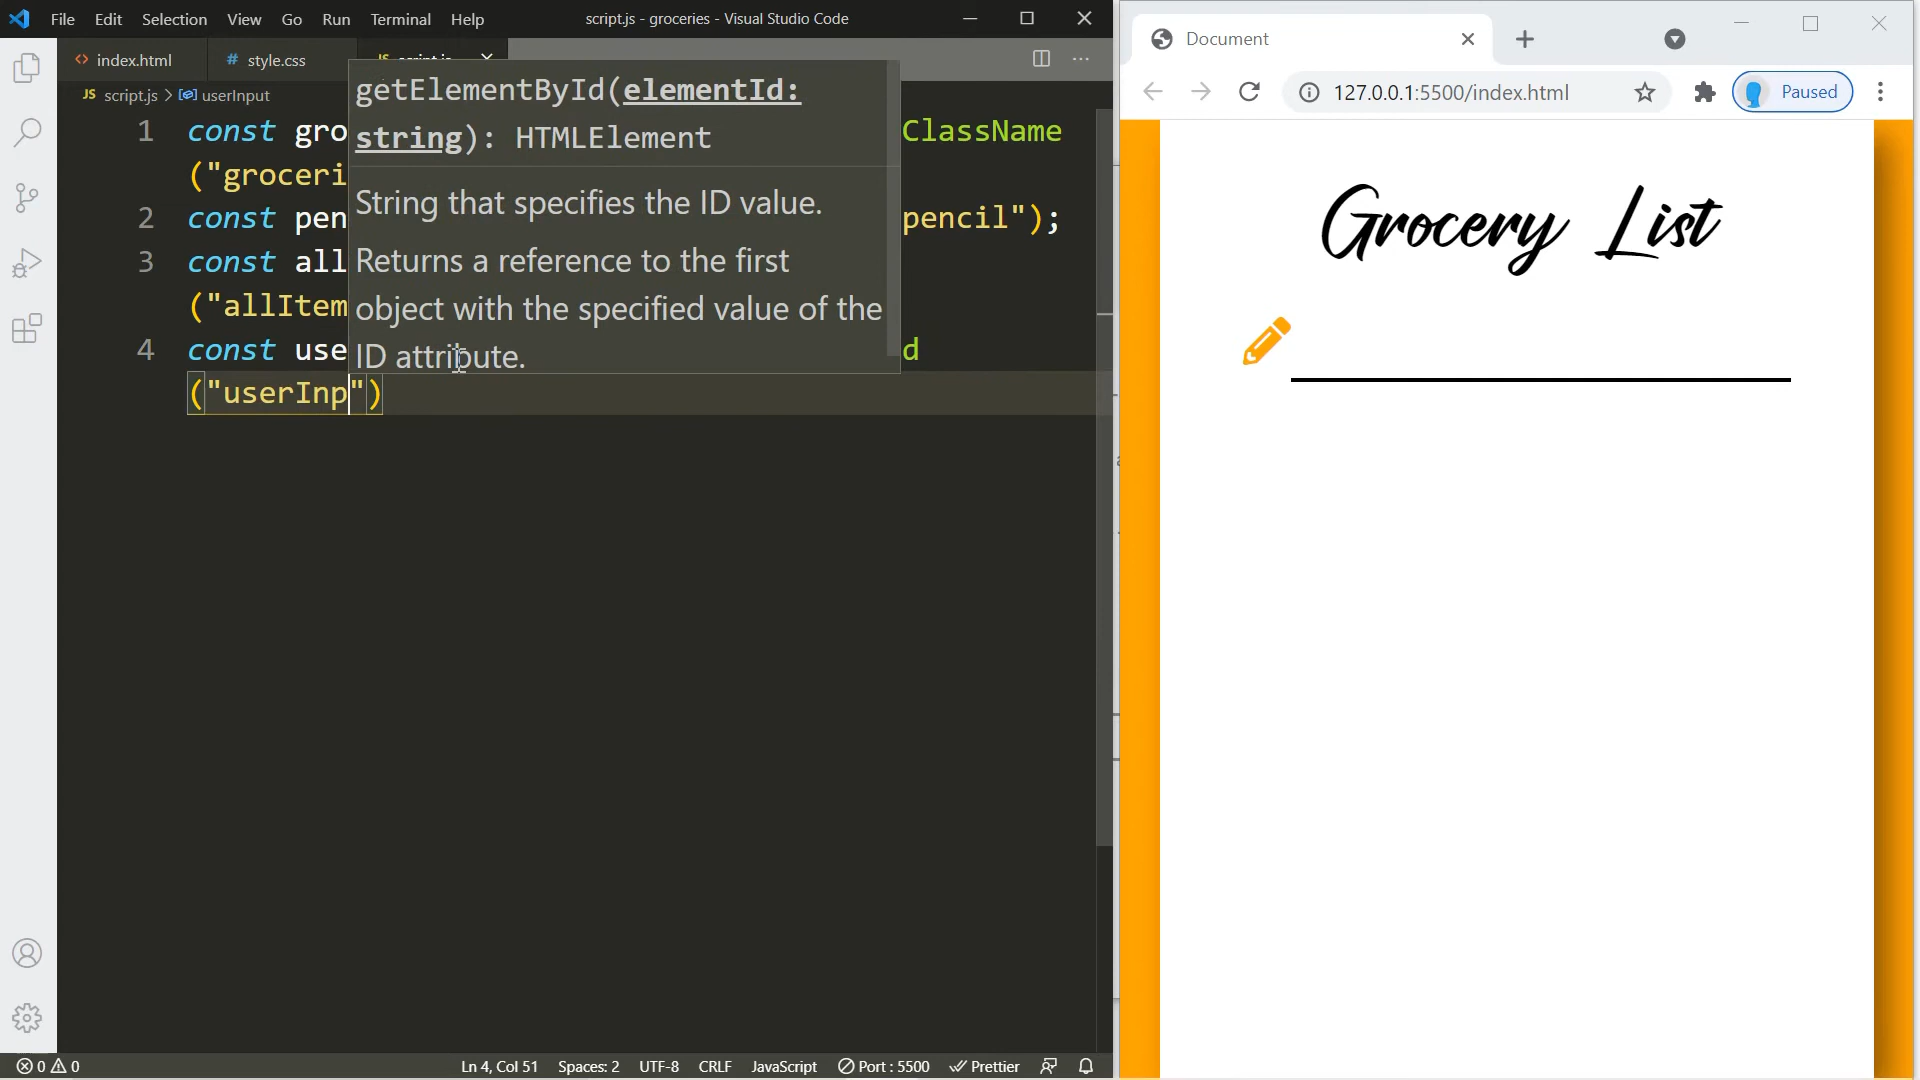 File Edit Selection View Go Run Terminal Help
script.js - groceries - Visual Studio Code
index.html
# style.css
JS script.js
JS script.js > userInput
getElementById(elementId:
string): HTMLElement
String that specifies the ID value.
Returns a reference to the first
object with the specified value of the
ID attribute.
1 const gro ClassName
("groceri
2 const pen pencil");
3 const all
("allItem
4 const use d
("userInp")
0 0
Ln 4, Col 51 Spaces: 2 UTF-8 CRLF JavaScript Port : 5500 Prettier
Document
127.0.0.1:5500/index.html
Paused
Grocery List